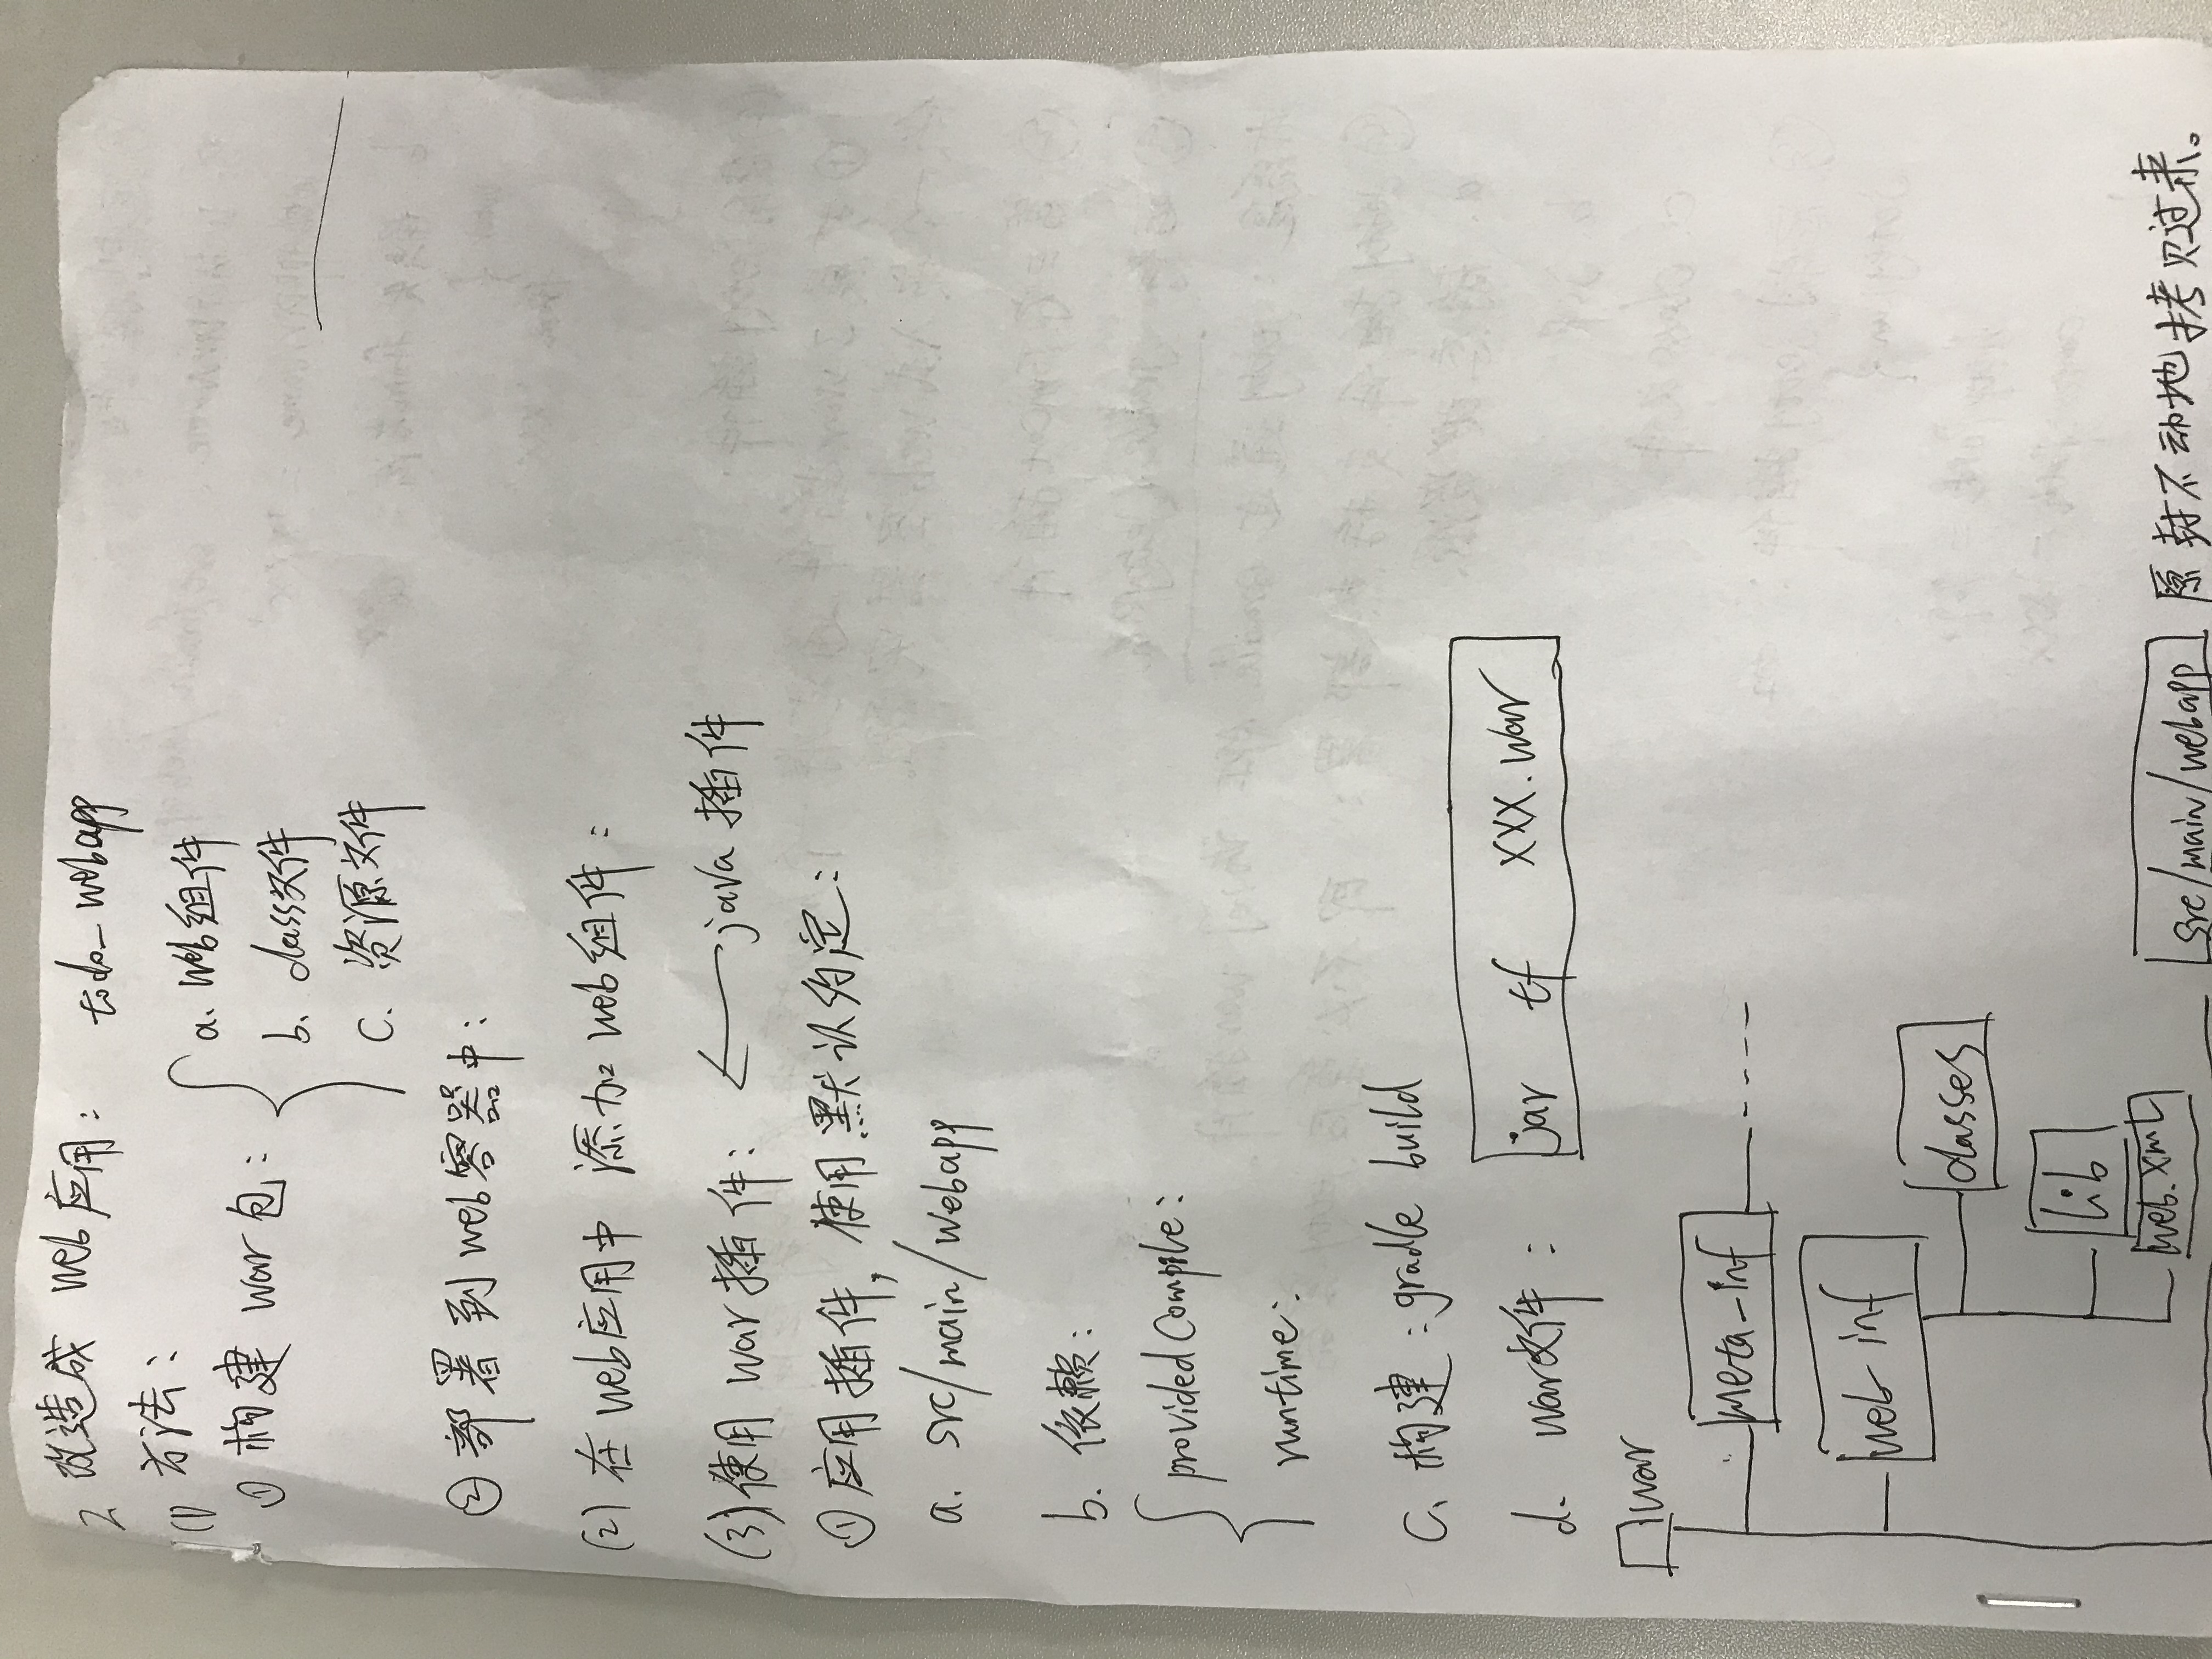 2 改造成 web应用： todo_webapp
(1) 方法：
① 构建 war包：
a. web组件
b. class文件
c. 资源文件
② 部署到web容器中：
(2) 在web应用中 添加web组件：
(3) 使用 war插件： ← java 插件
① 应用插件，使用默认约定：
a. src/main/webapp
b. 依赖：
providedCompile：
runtime：
c、构建：gradle build
d. war文件： jar tf XXX.war
war
meta-inf ----
web inf
classes
lib
web.xml
src/main/webapp 原封不动地拷贝过来。